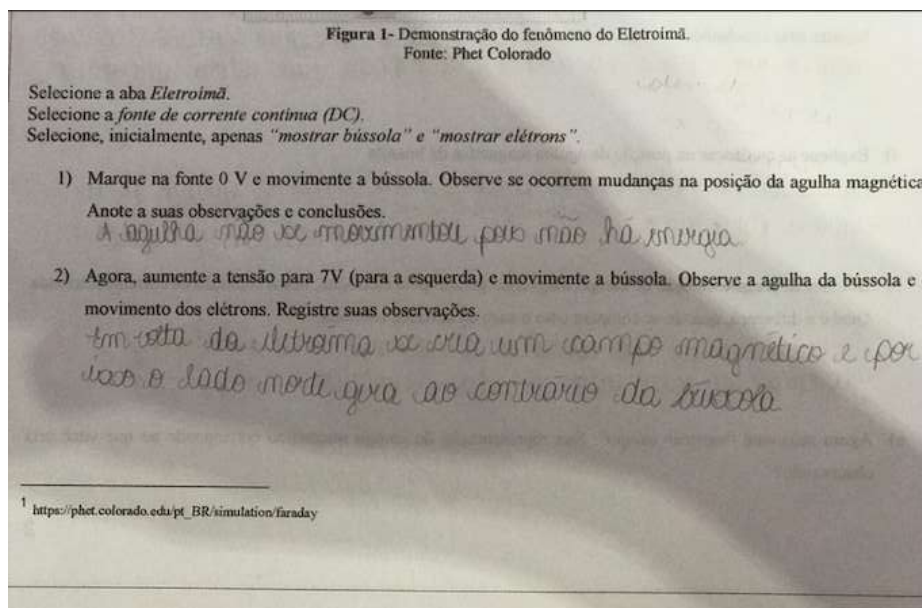 Figura 1- Demonstração do fenômeno do Eletroimã.
Fonte: Phet Colorado
Selecione a aba Eletroimã.
Selecione a fonte de corrente contínua (DC).
Selecione, inicialmente, apenas "mostrar bússola" e "mostrar elétrons".
1) Marque na fonte 0 V e movimente a bússola. Observe se ocorrem mudanças na posição da agulha magnética
Anote a suas observações e conclusões.
A agulha não se movimentou pois não há energia
2) Agora, aumente a tensão para 7V (para a esquerda) e movimente a bússola. Observe a agulha da bússola e
movimento dos elétrons. Registre suas observações.
Em volta do eletroima se cria um campo magnético e por
isso o lado norte gira ao contrário da bússola
1 https://phet.colorado.edu/pt_BR/simulation/faraday